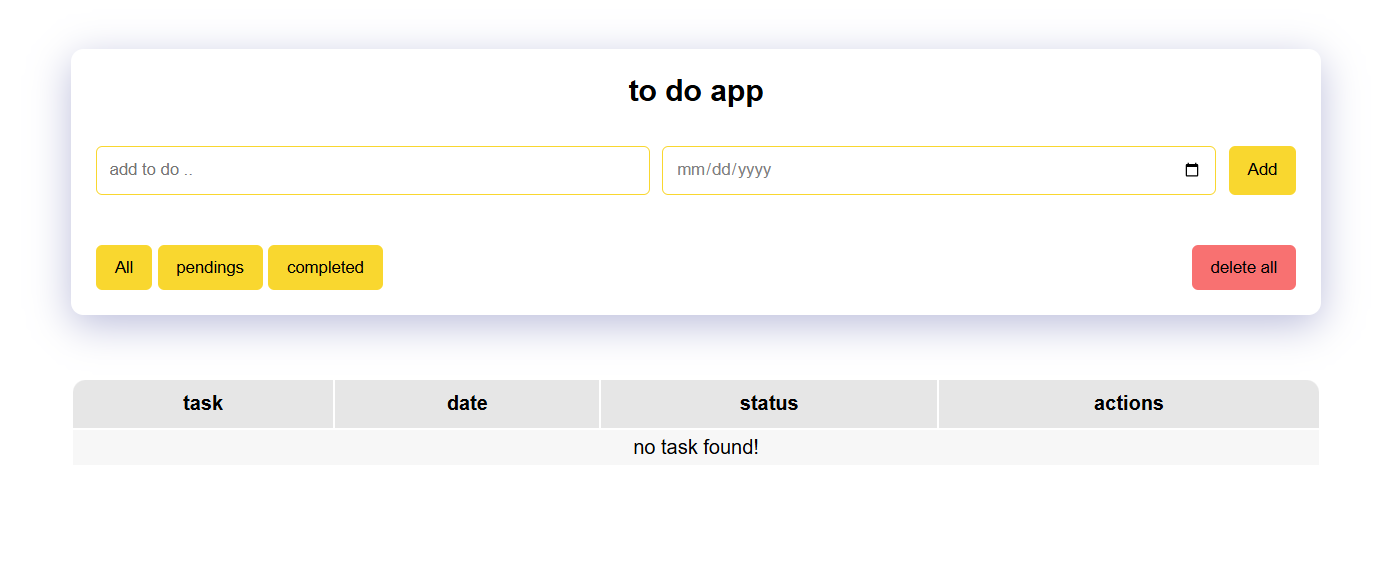 to do app
add to do ..
mm/dd/yyyy
Add
All
pendings
completed
delete all
task date status actions
no task found!